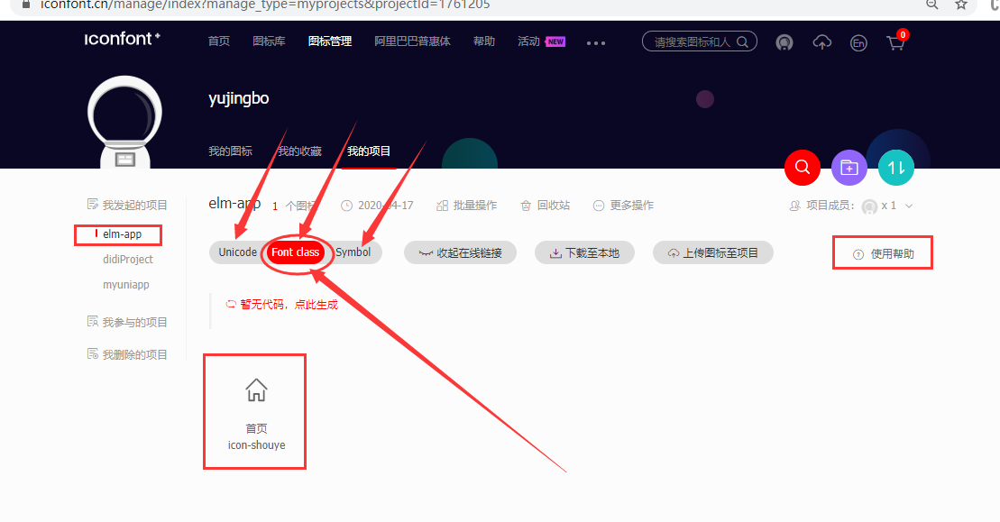 iconfont.cn/manage/index?manage_type=myprojects&projectId=1761205
iconfont+ 首页 图标库 图标管理 阿里巴巴普惠体 帮助 活动 NEW 请搜索图标和人 En 0
yujingbo
我的图标 我的收藏 我的项目
我发起的项目 elm-app 1 个图标 2020-04-17 批量操作 回收站 更多操作 项目成员： x 1
elm-app
Unicode Font class Symbol 收起在线链接 下载至本地 上传图标至项目 使用帮助
didiProject
myuniapp
暂无代码，点此生成
我参与的项目
我删除的项目
首页
icon-shouye